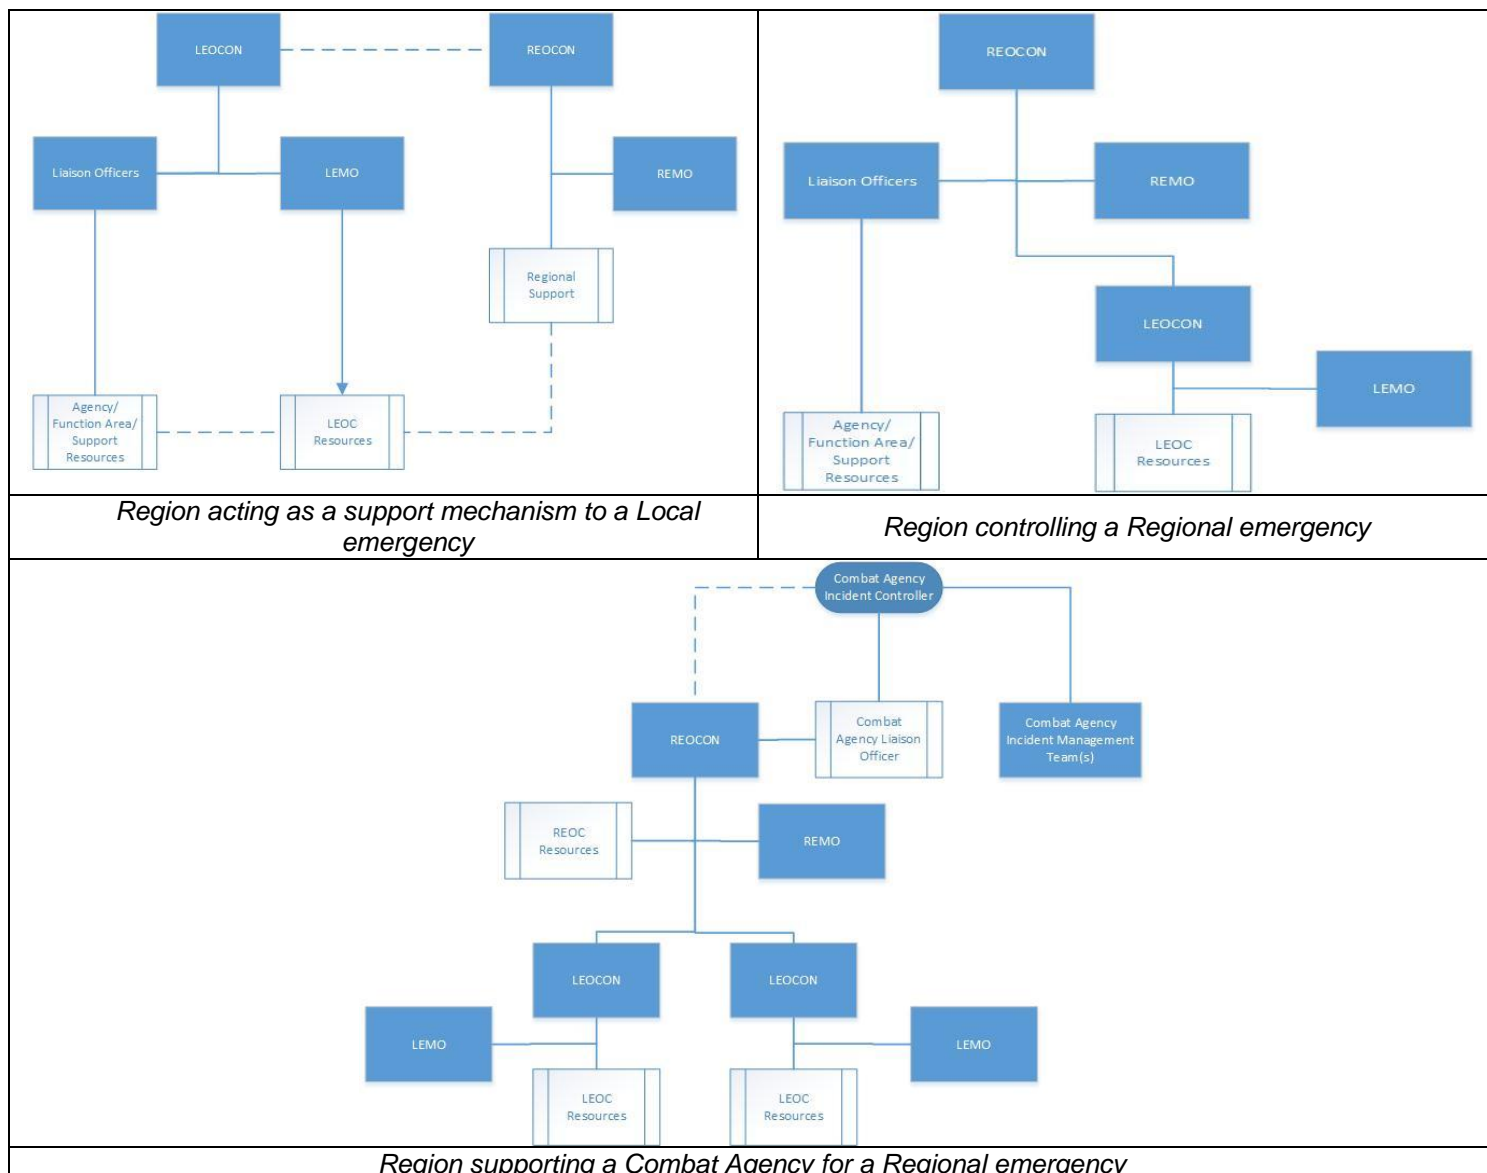 LEOCON
REOCON
Liaison Officers
LEMO
REMO
Regional
Support
Agency/
Function Area/
Support
Resources
LEOC
Resources
Region acting as a support mechanism to a Local
emergency
REOCON
Liaison Officers
REMO
LEOCON
LEMO
Agency/
Function Area/
Support
Resources
LEOC
Resources
Region controlling a Regional emergency
Combat Agency
Incident Controller
REOCON
Combat
Agency Liaison
Officer
Combat Agency
Incident Management
Team(s)
REOC
Resources
REMO
LEOCON
LEOCON
LEMO
LEMO
LEOC
Resources
LEOC
Resources
Region supporting a Combat Agency for a Regional emergency